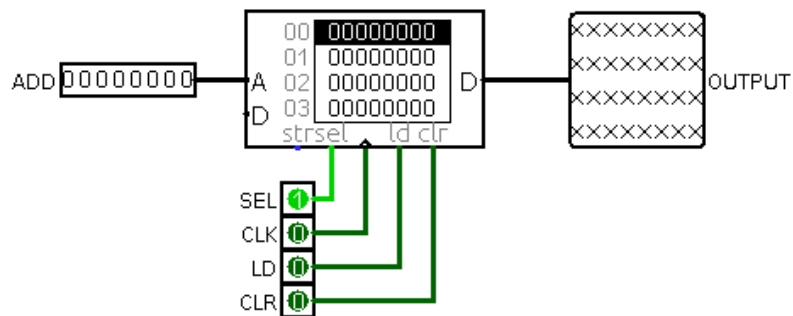 00 00000000
01 00000000
02 00000000
03 00000000
ADD 00000000
A
D
D
str sel ld clr
xxxxxxxx
xxxxxxxx
xxxxxxxx
xxxxxxxx
OUTPUT
SEL 1
CLK 0
LD 0
CLR 0